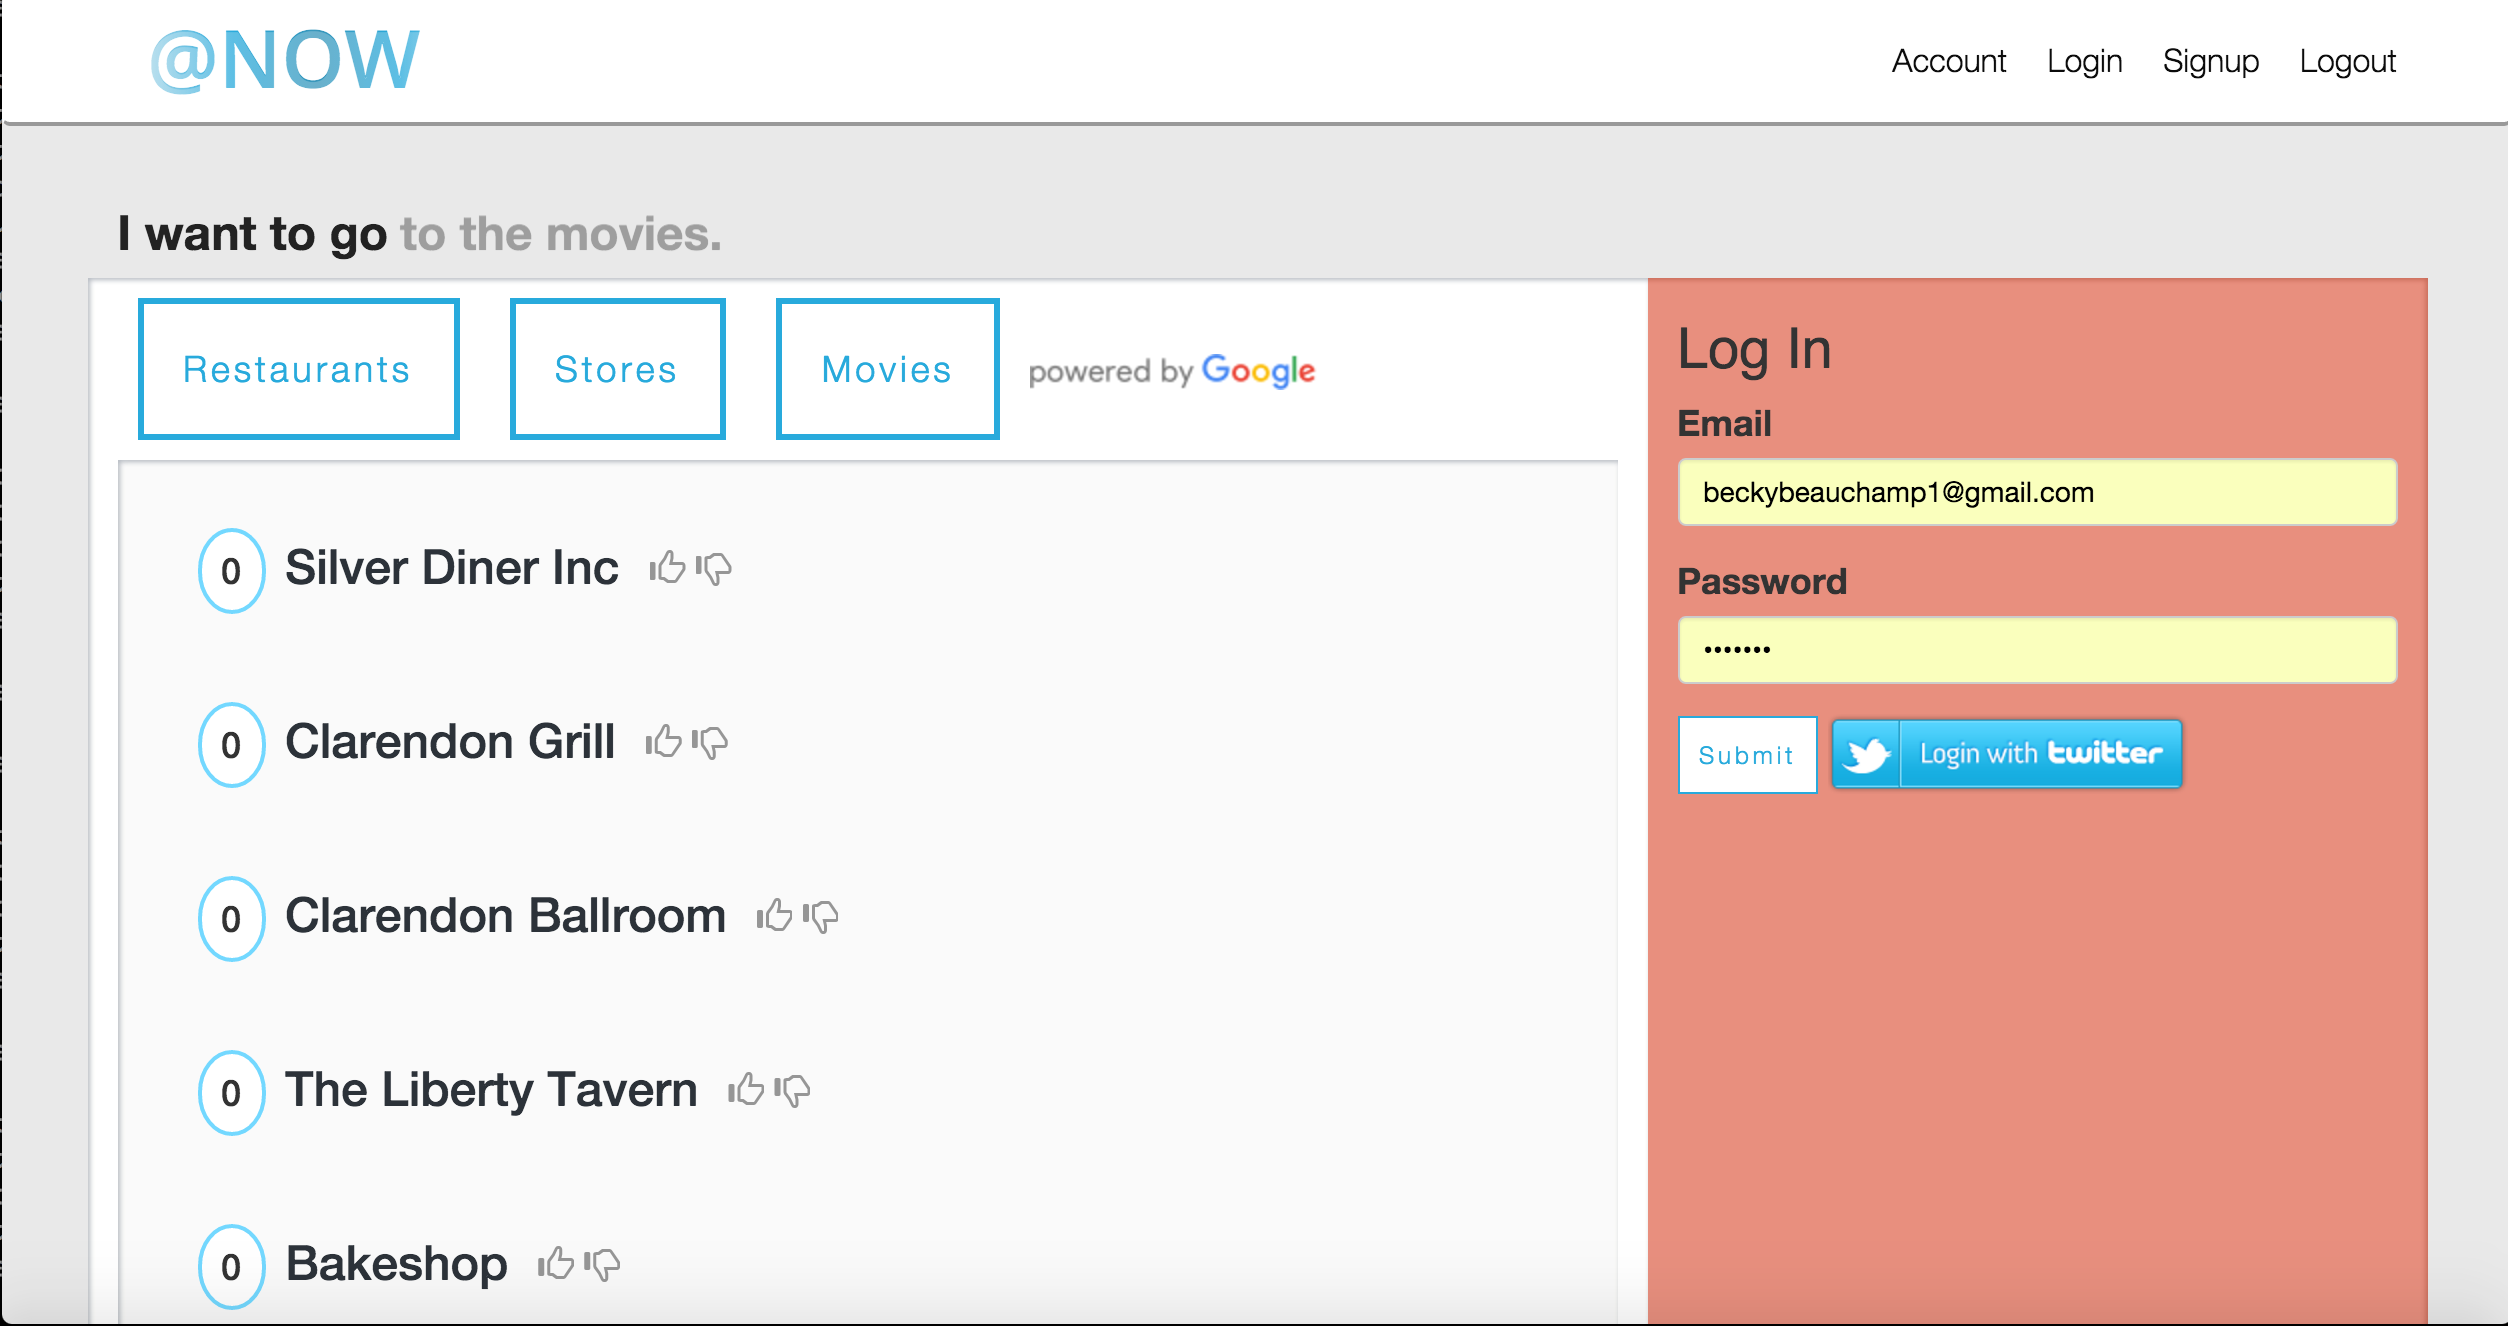 @NOW
Account Login Signup Logout
I want to go to the movies.
Restaurants Stores Movies powered by Google
0 Silver Diner Inc
0 Clarendon Grill
0 Clarendon Ballroom
0 The Liberty Tavern
0 Bakeshop
Log In
Email
beckybeauchamp1@gmail.com
Password
•••••••
Submit Login with twitter